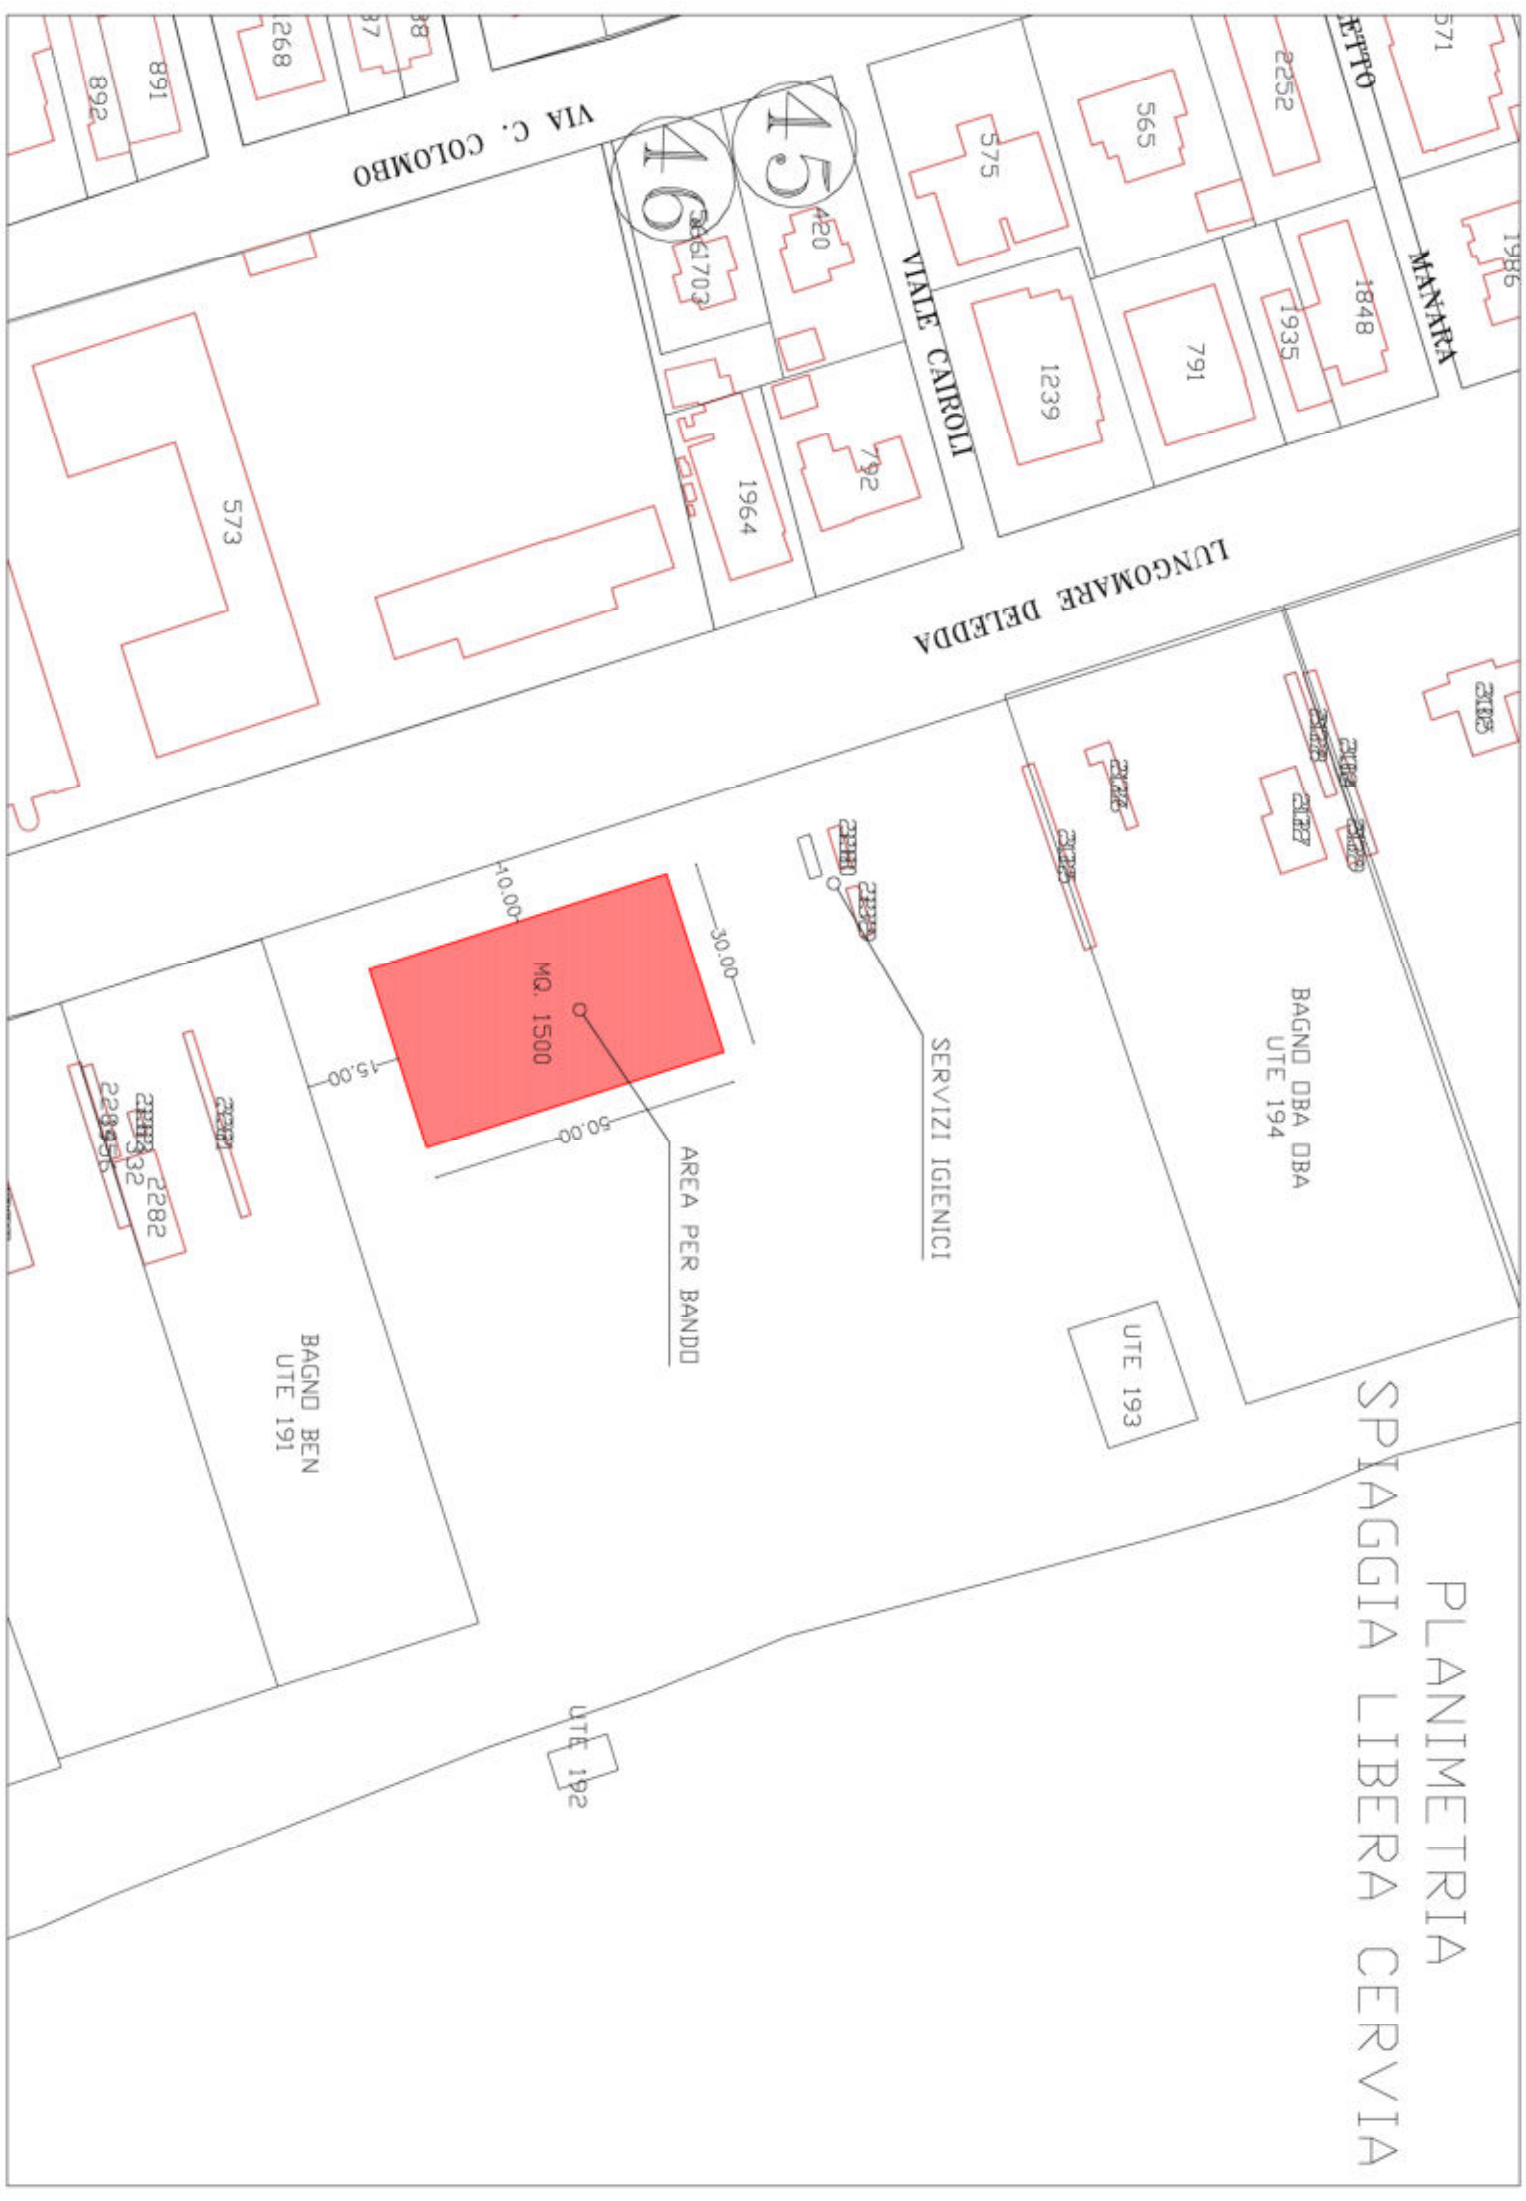 PLANIMETRIA
SPIAGGIA LIBERA CERVIA
VIA C. COLOMBO
VIALE CAIROLI
MANARA
LUNGOMARE DELEDDA
45
46
891
892
575
565
2252
420
1703
1848
1935
1986
791
1239
792
1964
573
10.00
30.00
MQ. 1500
15.00
50.00
AREA PER BANDO
SERVIZI IGIENICI
BAGNO OBA OBA
UTE 194
UTE 193
BAGNO BEN
UTE 191
UTE 192
2282